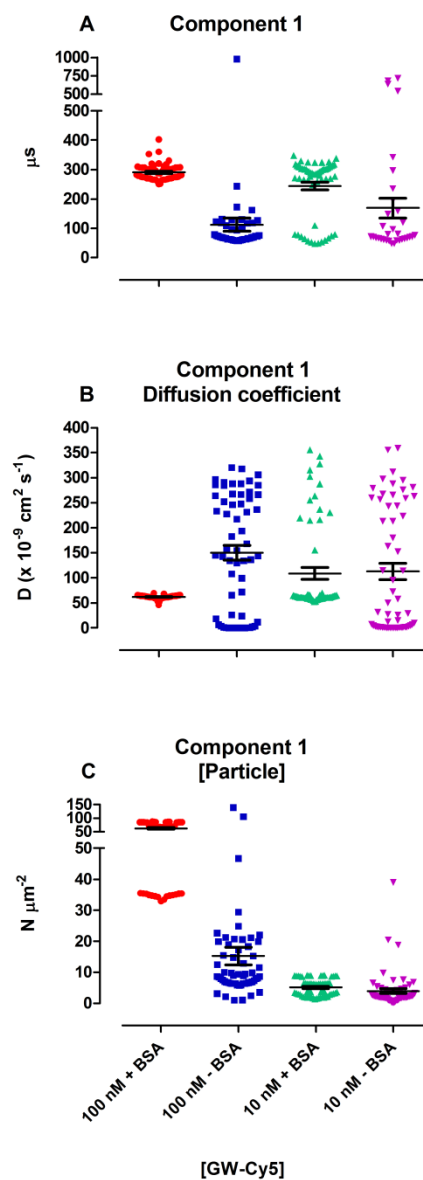 A Component 1
1000
750
500
400
300
200
100
0
µs
Component 1
B Diffusion coefficient
400
350
300
250
200
150
100
50
0
D (x 10⁻⁹ cm² s⁻¹)
Component 1
C [Particle]
150
100
50
50
40
30
20
10
0
N µm⁻²
100 nM + BSA
100 nM - BSA
10 nM + BSA
10 nM - BSA
[GW-Cy5]